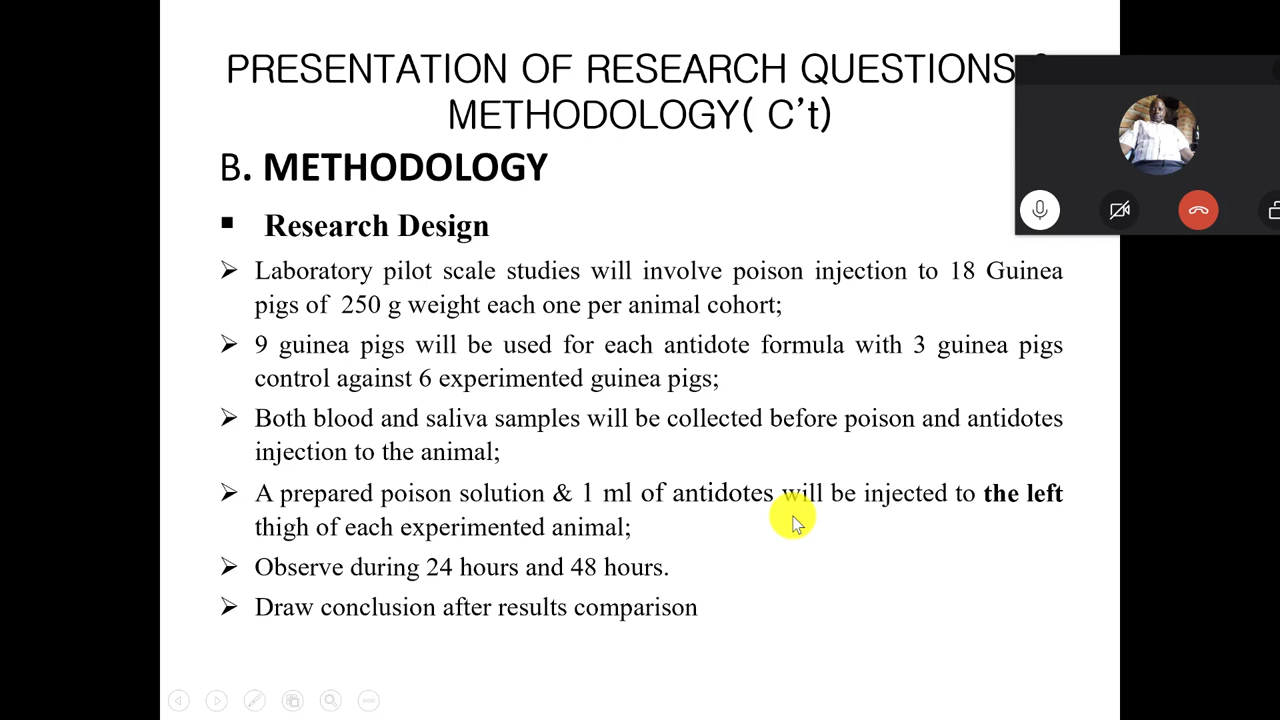 PRESENTATION OF RESEARCH QUESTIONS
METHODOLOGY( C’t)
B. METHODOLOGY
▪ Research Design
➢ Laboratory pilot scale studies will involve poison injection to 18 Guinea
pigs of 250 g weight each one per animal cohort;
➢ 9 guinea pigs will be used for each antidote formula with 3 guinea pigs
control against 6 experimented guinea pigs;
➢ Both blood and saliva samples will be collected before poison and antidotes
injection to the animal;
➢ A prepared poison solution & 1 ml of antidotes will be injected to the left
thigh of each experimented animal;
➢ Observe during 24 hours and 48 hours.
➢ Draw conclusion after results comparison